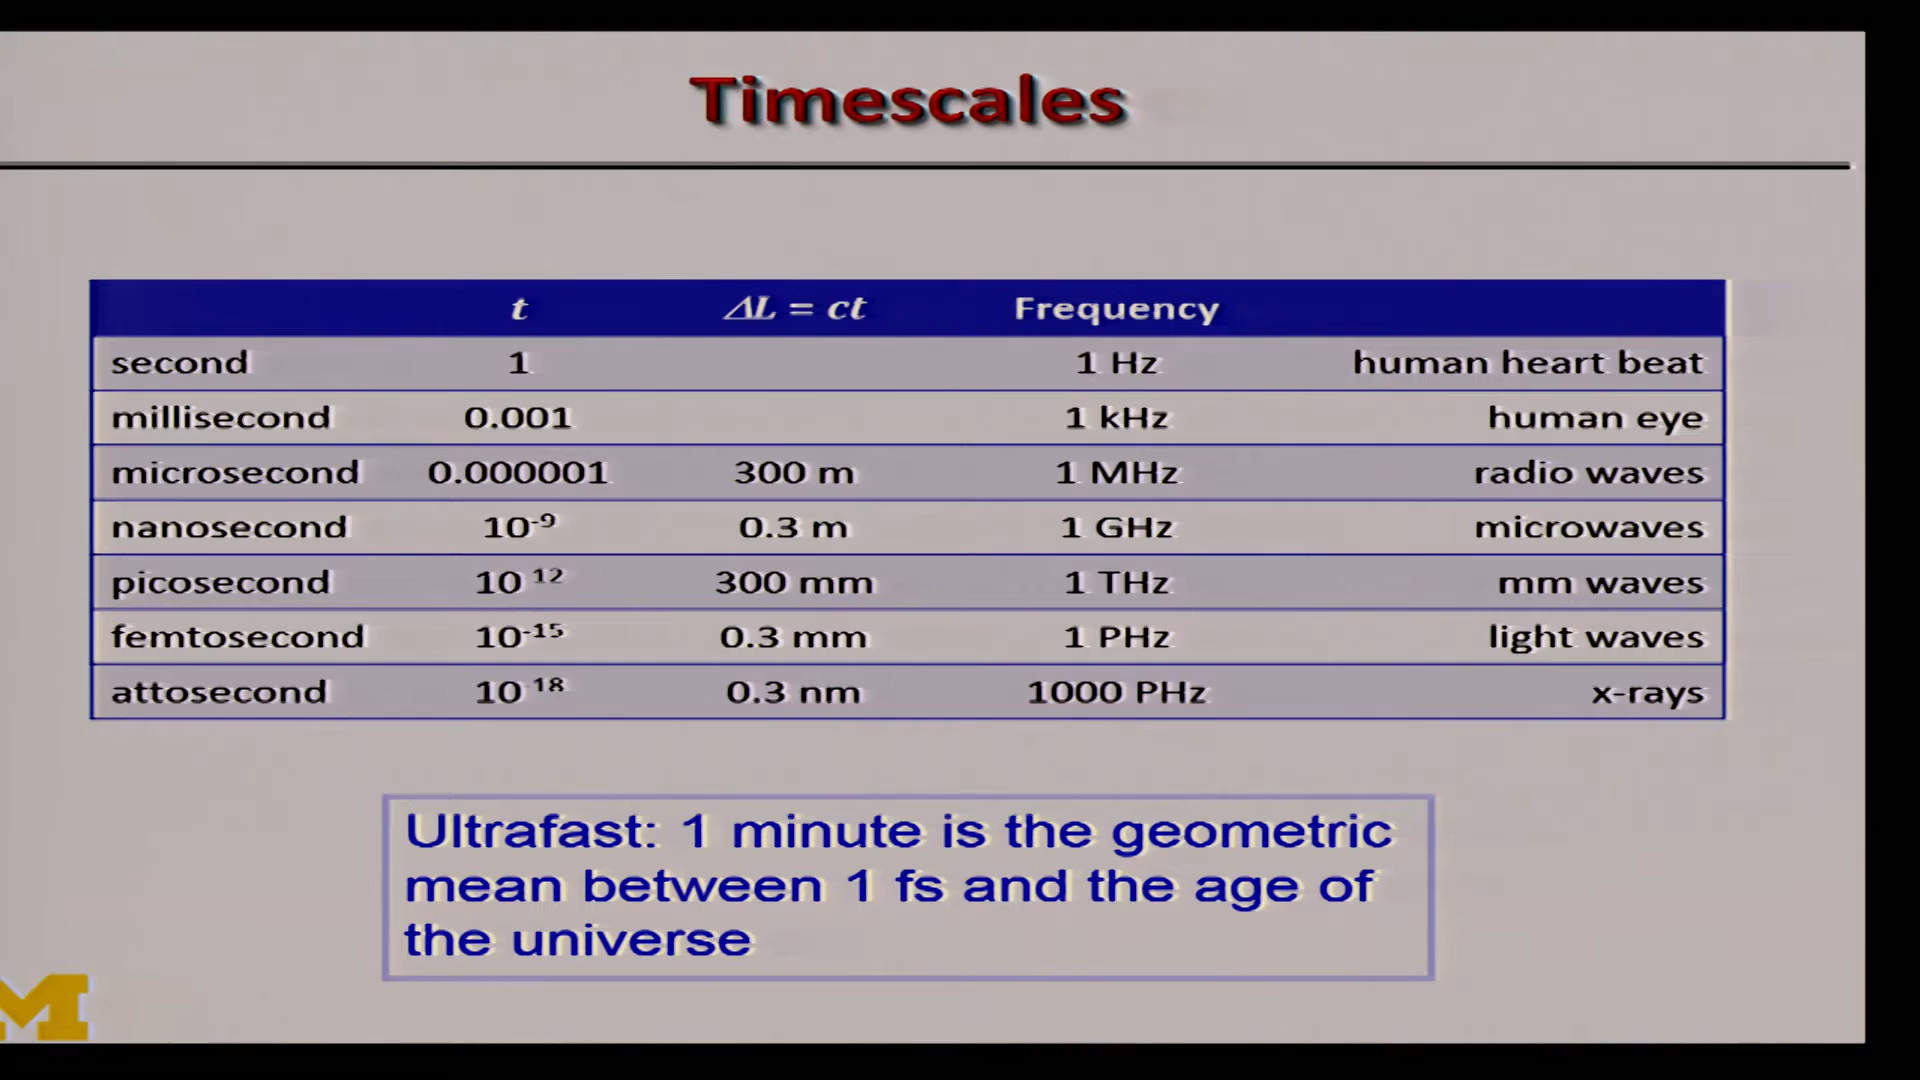 Timescales
t ΔL = ct Frequency
second 1 1 Hz human heart beat
millisecond 0.001 1 kHz human eye
microsecond 0.000001 300 m 1 MHz radio waves
nanosecond 10⁻⁹ 0.3 m 1 GHz microwaves
picosecond 10 ¹² 300 mm 1 THz mm waves
femtosecond 10⁻¹⁵ 0.3 mm 1 PHz light waves
attosecond 10 ¹⁸ 0.3 nm 1000 PHz x-rays
Ultrafast: 1 minute is the geometric
mean between 1 fs and the age of
the universe
M